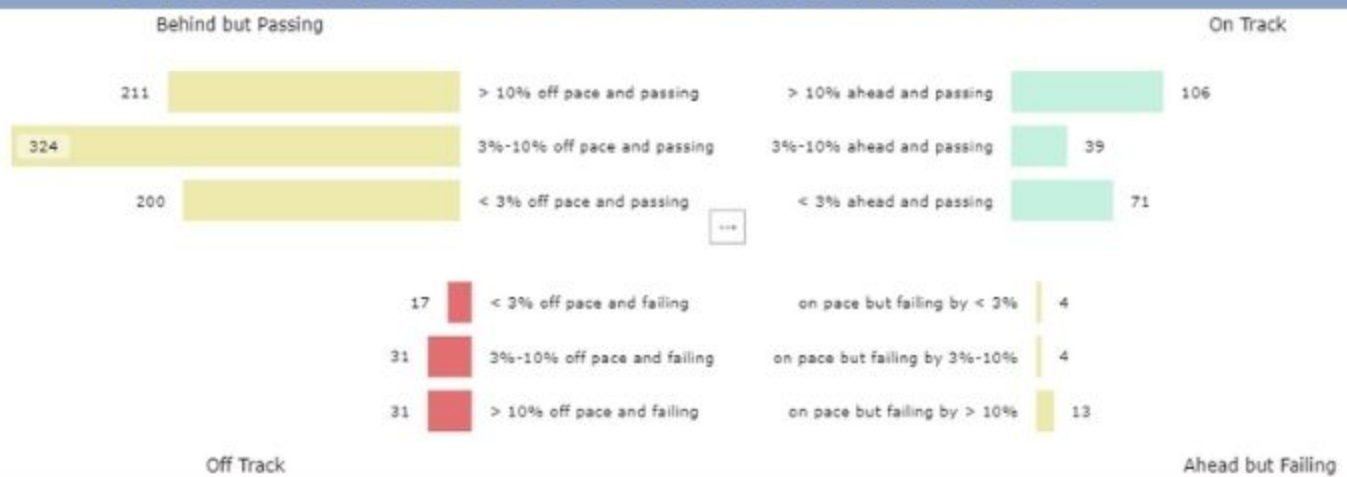 Behind but Passing
On Track
211
> 10% off pace and passing
> 10% ahead and passing
106
324
3%-10% off pace and passing
3%-10% ahead and passing
39
200
< 3% off pace and passing
< 3% ahead and passing
71
17
< 3% off pace and failing
on pace but failing by < 3%
4
31
3%-10% off pace and failing
on pace but failing by 3%-10%
4
31
> 10% off pace and failing
on pace but failing by > 10%
13
Off Track
Ahead but Failing